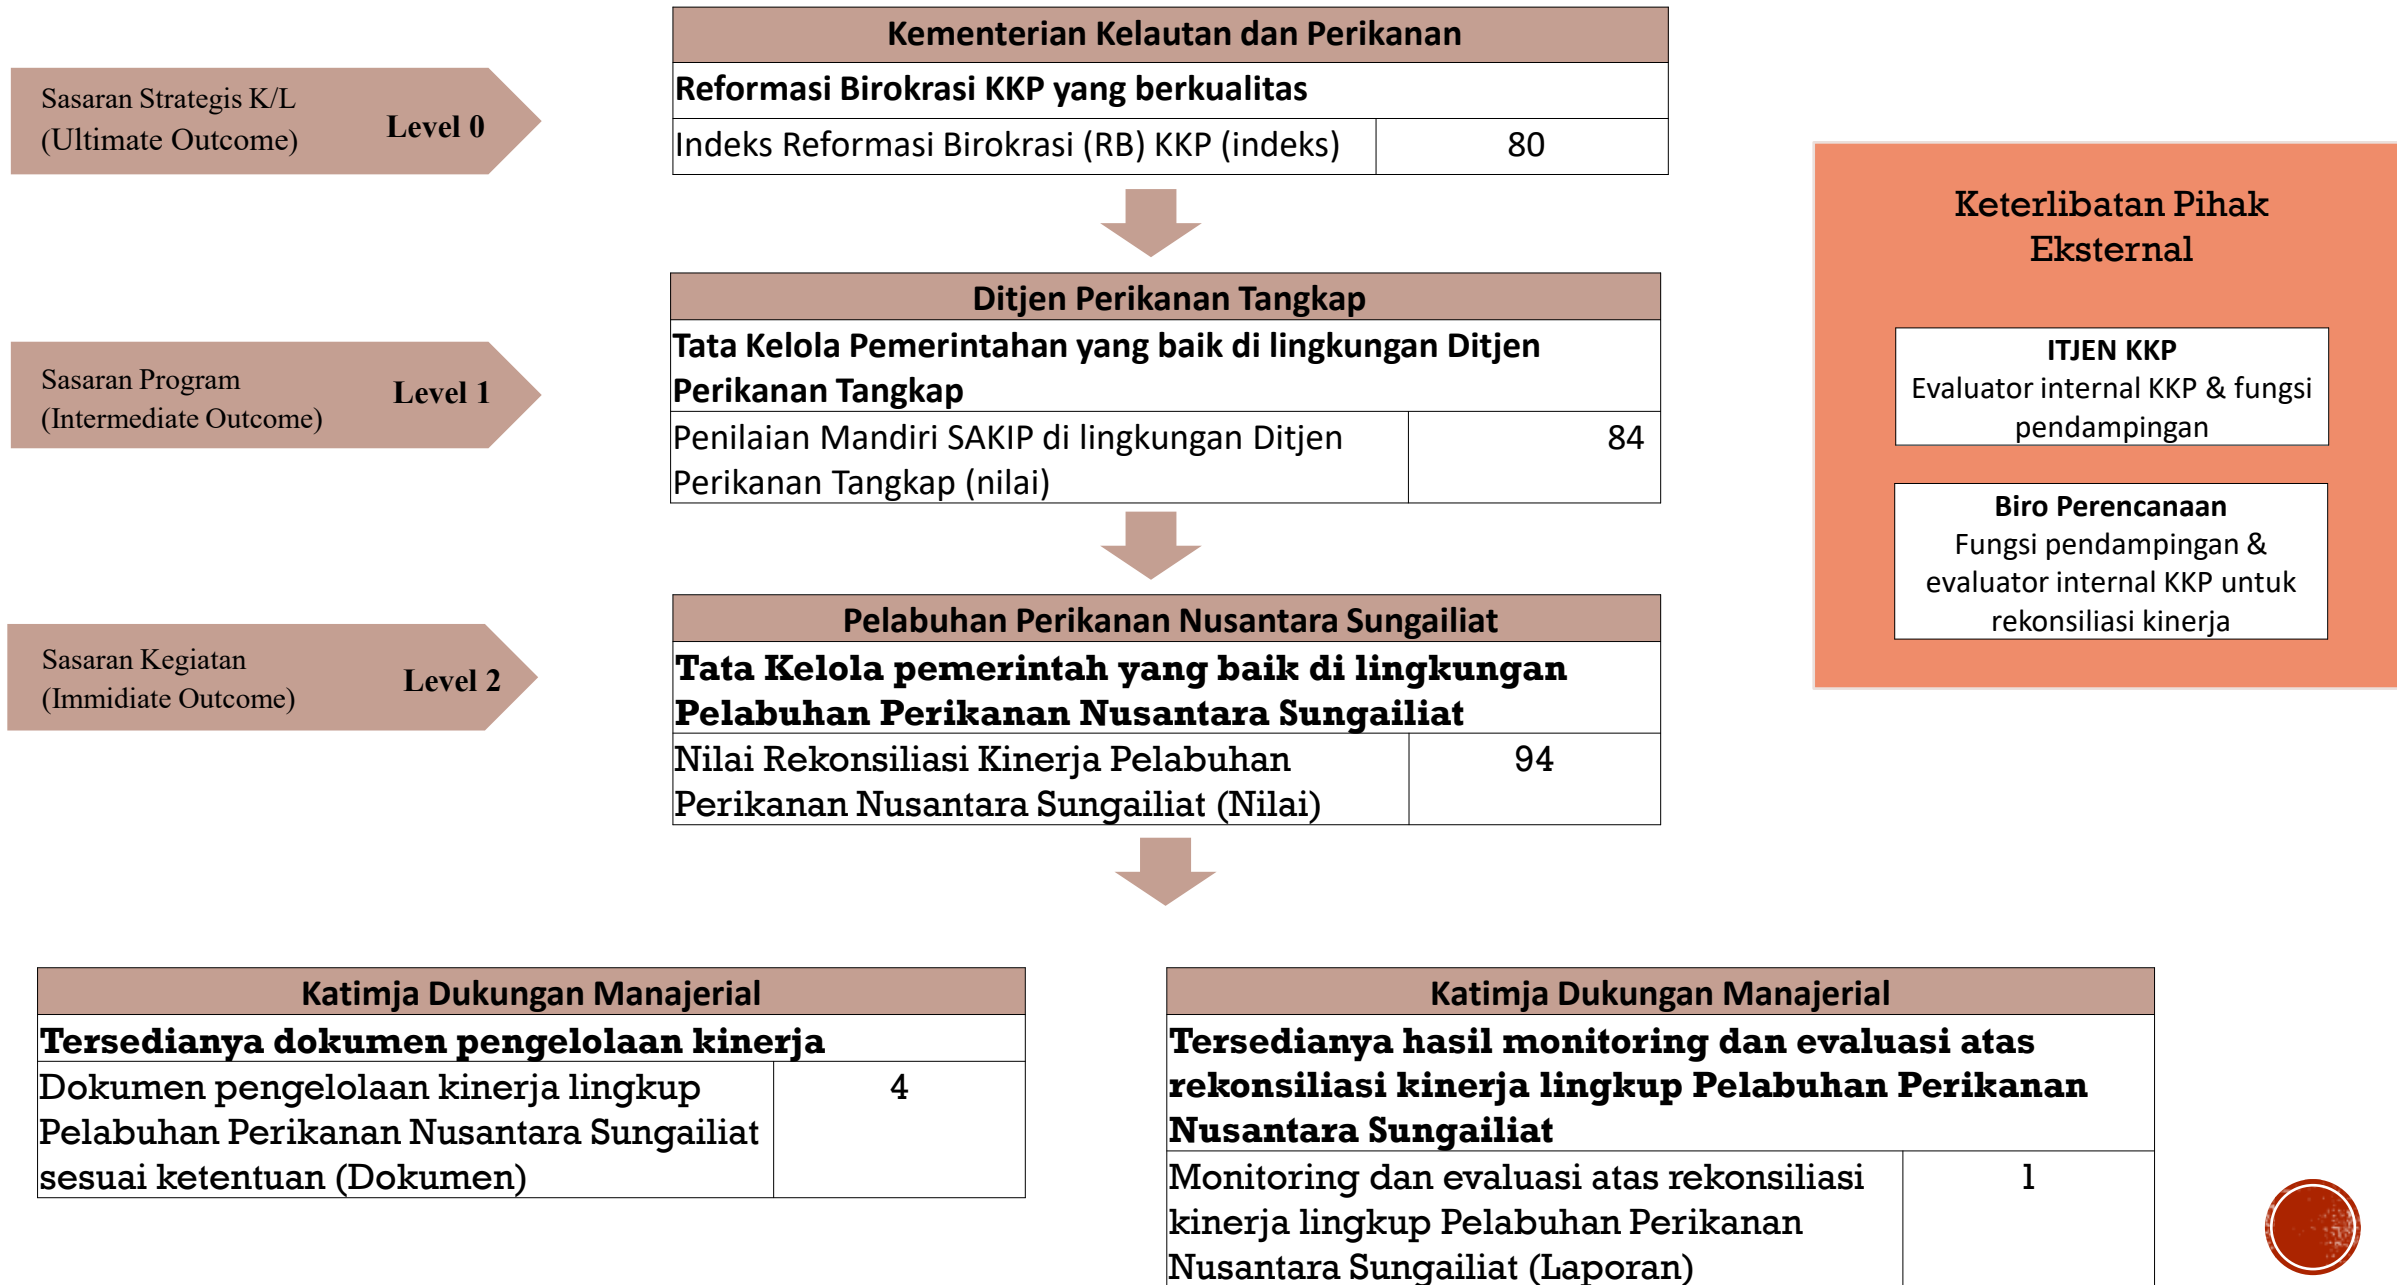 Kementerian Kelautan dan Perikanan
Reformasi Birokrasi KKP yang berkualitas
Indeks Reformasi Birokrasi (RB) KKP (indeks)
80
Sasaran Strategis K/L
(Ultimate Outcome)
Level 0
Ditjen Perikanan Tangkap
Tata Kelola Pemerintahan yang baik di lingkungan Ditjen
Perikanan Tangkap
Penilaian Mandiri SAKIP di lingkungan Ditjen
Perikanan Tangkap (nilai)
84
Sasaran Program
(Intermediate Outcome)
Level 1
Pelabuhan Perikanan Nusantara Sungailiat
Tata Kelola pemerintah yang baik di lingkungan
Pelabuhan Perikanan Nusantara Sungailiat
Nilai Rekonsiliasi Kinerja Pelabuhan
Perikanan Nusantara Sungailiat (Nilai)
94
Sasaran Kegiatan
(Immidiate Outcome)
Level 2
Keterlibatan Pihak
Eksternal
ITJEN KKP
Evaluator internal KKP & fungsi
pendampingan
Biro Perencanaan
Fungsi pendampingan &
evaluator internal KKP untuk
rekonsiliasi kinerja
Katimja Dukungan Manajerial
Tersedianya dokumen pengelolaan kinerja
Dokumen pengelolaan kinerja lingkup
Pelabuhan Perikanan Nusantara Sungailiat
sesuai ketentuan (Dokumen)
4
Katimja Dukungan Manajerial
Tersedianya hasil monitoring dan evaluasi atas
rekonsiliasi kinerja lingkup Pelabuhan Perikanan
Nusantara Sungailiat
Monitoring dan evaluasi atas rekonsiliasi
kinerja lingkup Pelabuhan Perikanan
Nusantara Sungailiat (Laporan)
1